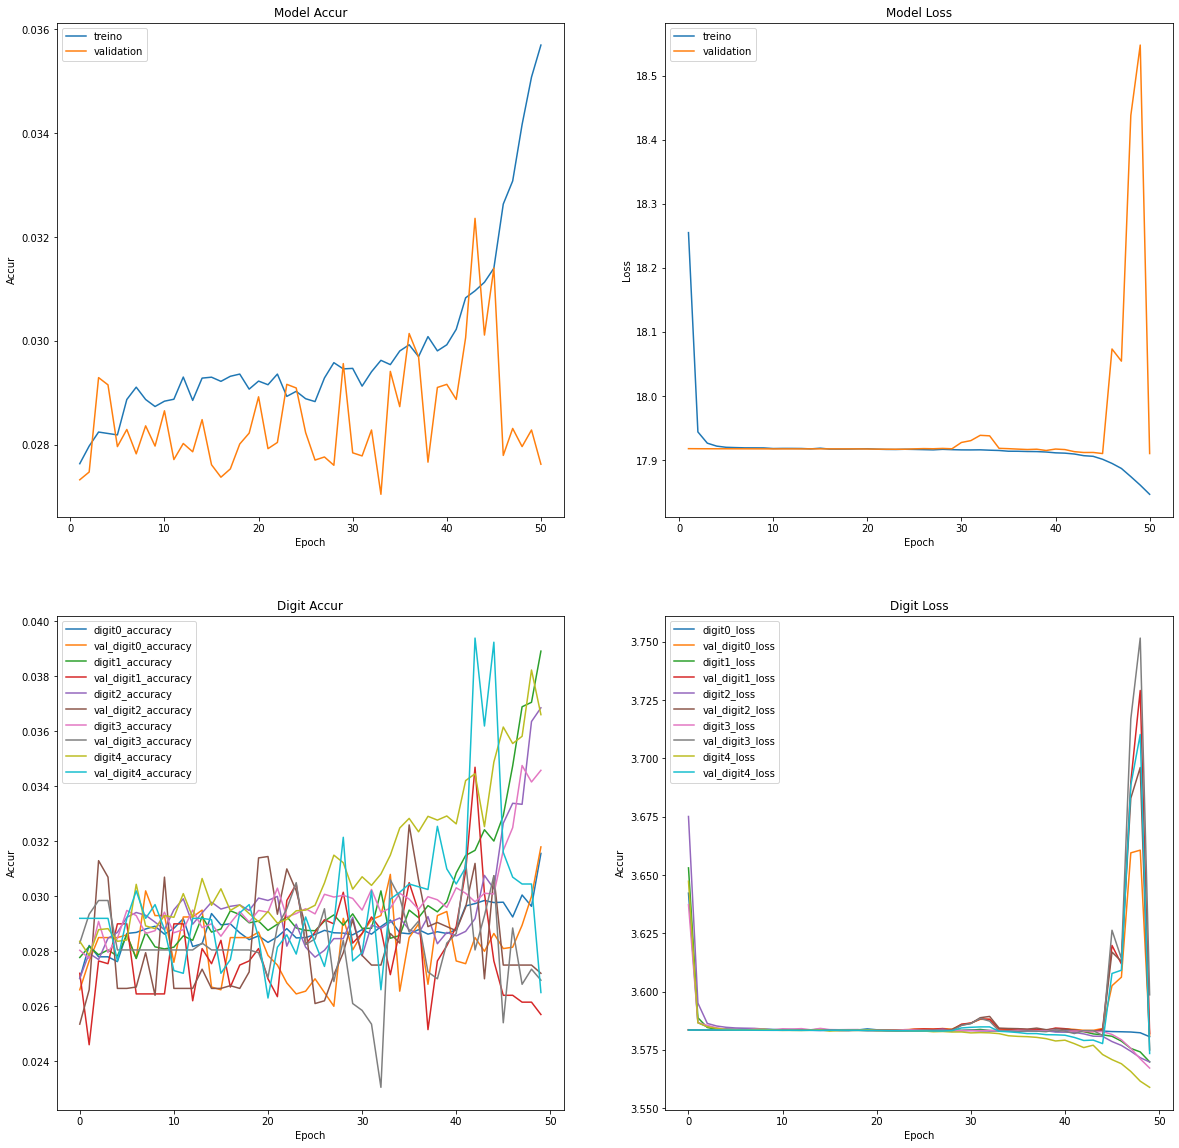 Model Accur
treino
validation
0.036
0.034
0.032
0.030
0.028
Accur
0
10
20
30
40
50
Epoch
Model Loss
treino
validation
18.5
18.4
18.3
18.2
18.1
18.0
17.9
Loss
0
10
20
30
40
50
Epoch
Digit Accur
digit0_accuracy
val_digit0_accuracy
digit1_accuracy
val_digit1_accuracy
digit2_accuracy
val_digit2_accuracy
digit3_accuracy
val_digit3_accuracy
digit4_accuracy
val_digit4_accuracy
0.040
0.038
0.036
0.034
0.032
0.030
0.028
0.026
0.024
Accur
0
10
20
30
40
50
Epoch
Digit Loss
digit0_loss
val_digit0_loss
digit1_loss
val_digit1_loss
digit2_loss
val_digit2_loss
digit3_loss
val_digit3_loss
digit4_loss
val_digit4_loss
3.750
3.725
3.700
3.675
3.650
3.625
3.600
3.575
3.550
Accur
0
10
20
30
40
50
Epoch